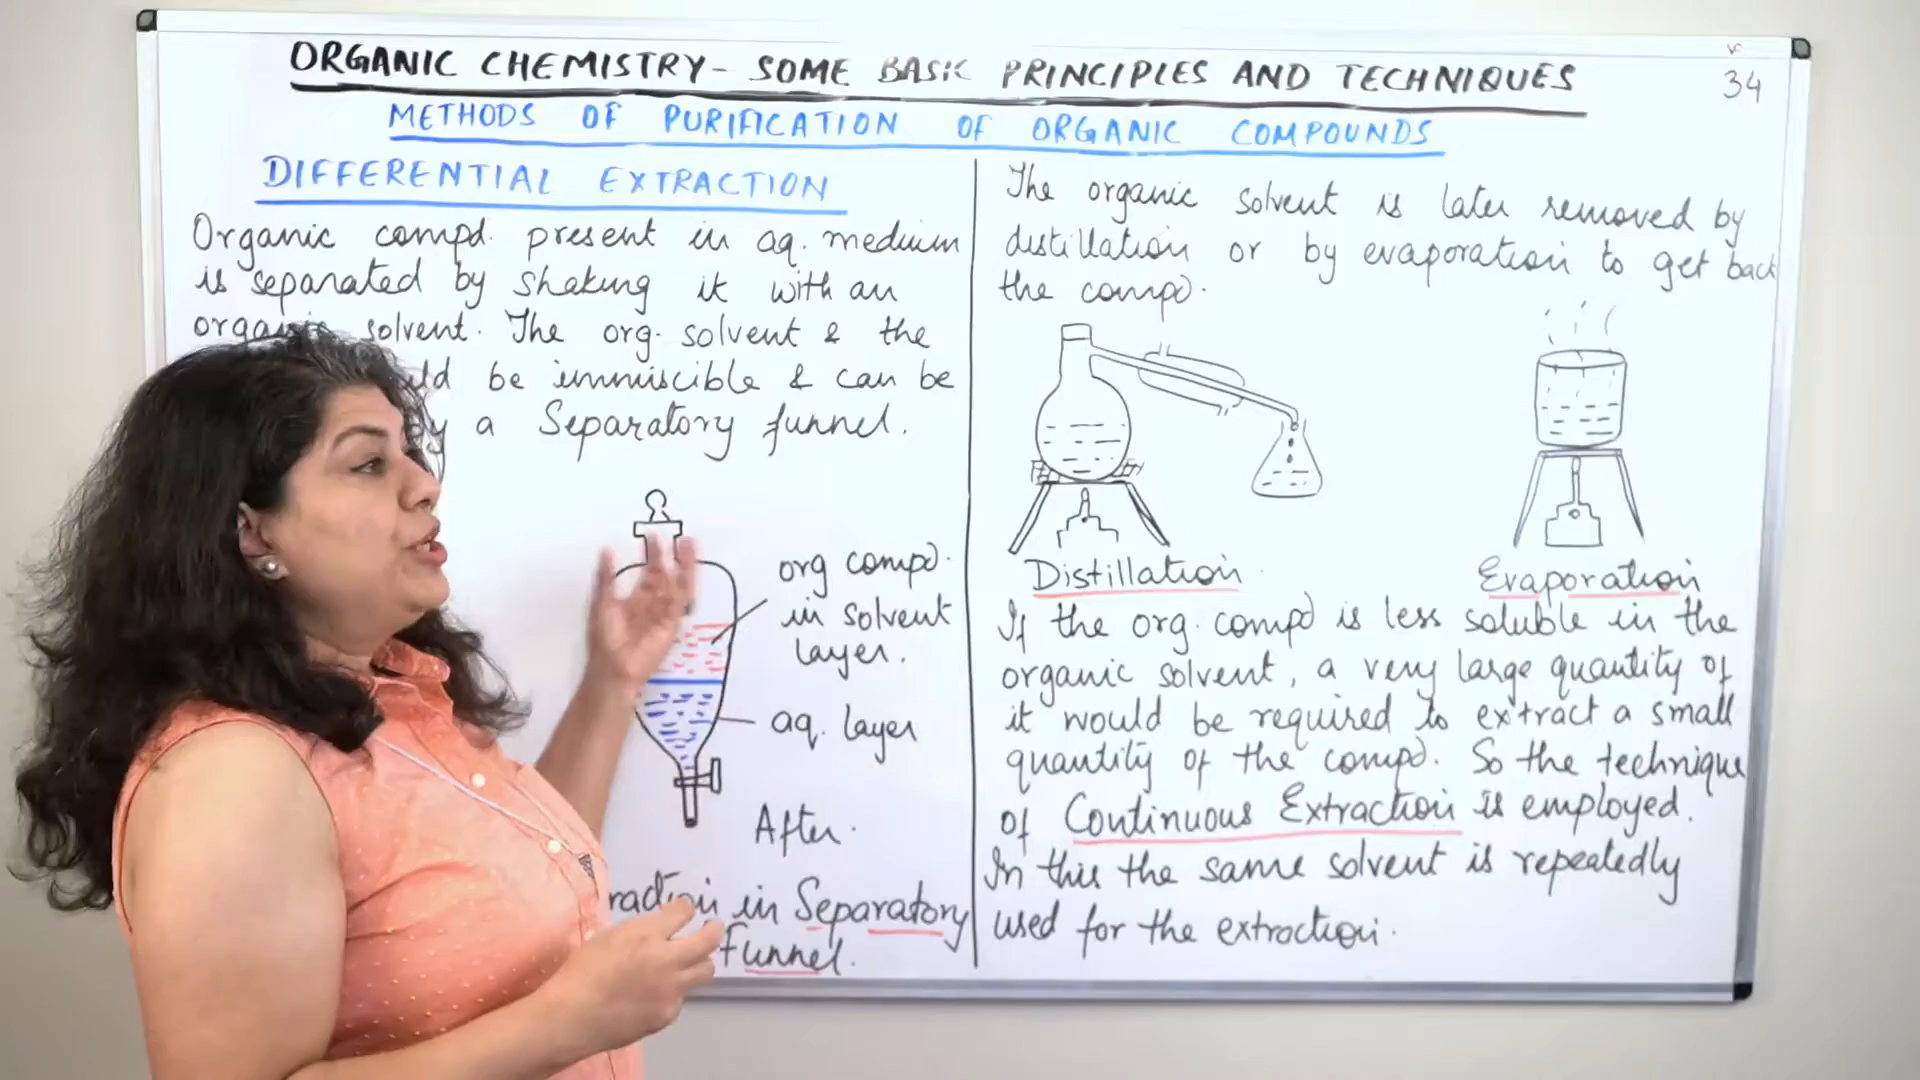 ORGANIC CHEMISTRY- SOME BASIC PRINCIPLES AND TECHNIQUES
34
METHODS OF PURIFICATION OF ORGANIC COMPOUNDS
DIFFERENTIAL EXTRACTION
Organic compd. present in aq. medium
is separated by shaking it with an
organic solvent. The org. solvent & the
be immiscible & can be
a Separatory funnel.
org compd.
in solvent
layer.
aq. layer
After.
in Separatory
Funnel.
The organic solvent is later removed by
distillation or by evaporation to get back
the compd.
Distillation
Evaporation
If the org. compd is less soluble in the
organic solvent, a very large quantity of
it would be required to extract a small
quantity of the compd. So the technique
of Continuous Extraction is employed.
In this the same solvent is repeatedly
used for the extraction.